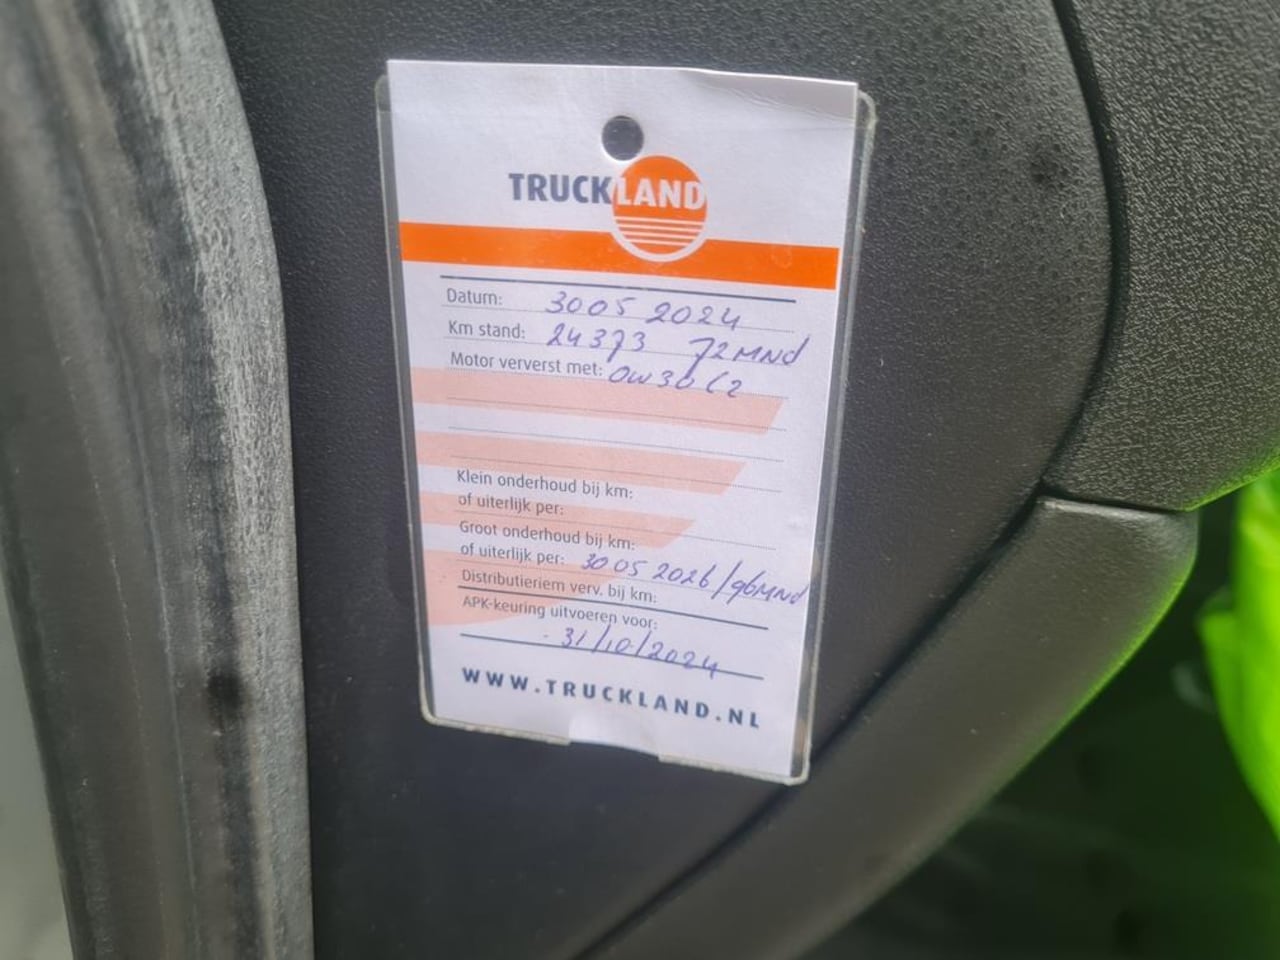 TRUCKLAND
Datum: 30 05 2024
Km stand: 24373 72MND
Motor ververst met: 0W30 C2
Klein onderhoud bij km:
of uiterlijk per:
Groot onderhoud bij km:
of uiterlijk per: 30 05 2026/96MND
Distributieriem verv. bij km:
APK-keuring uitvoeren voor:
31/10/2024
WWW.TRUCKLAND.NL